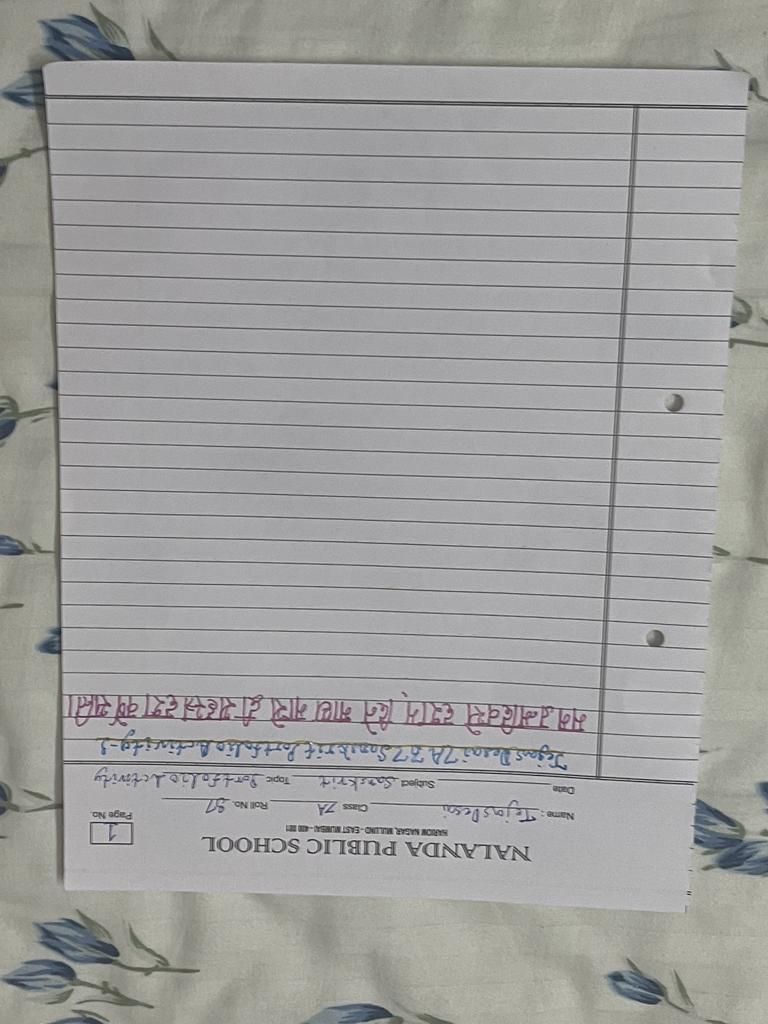 NALANDA PUBLIC SCHOOL
HARIOM NAGAR, MULUND - EAST MUMBAI - 400 081
1
Name : Tejas Desai Class 7A Roll No. 37 Page No.
Date Subject Sanskrit Topic Portfolio Activity
Tejas Desai 7A 37 Sanskrit Portfolio Activity-1
मम जन्मदिवसे दशम् दिने माघ मासे द्वी सहस्त्र दश वर्षे सन्ति।